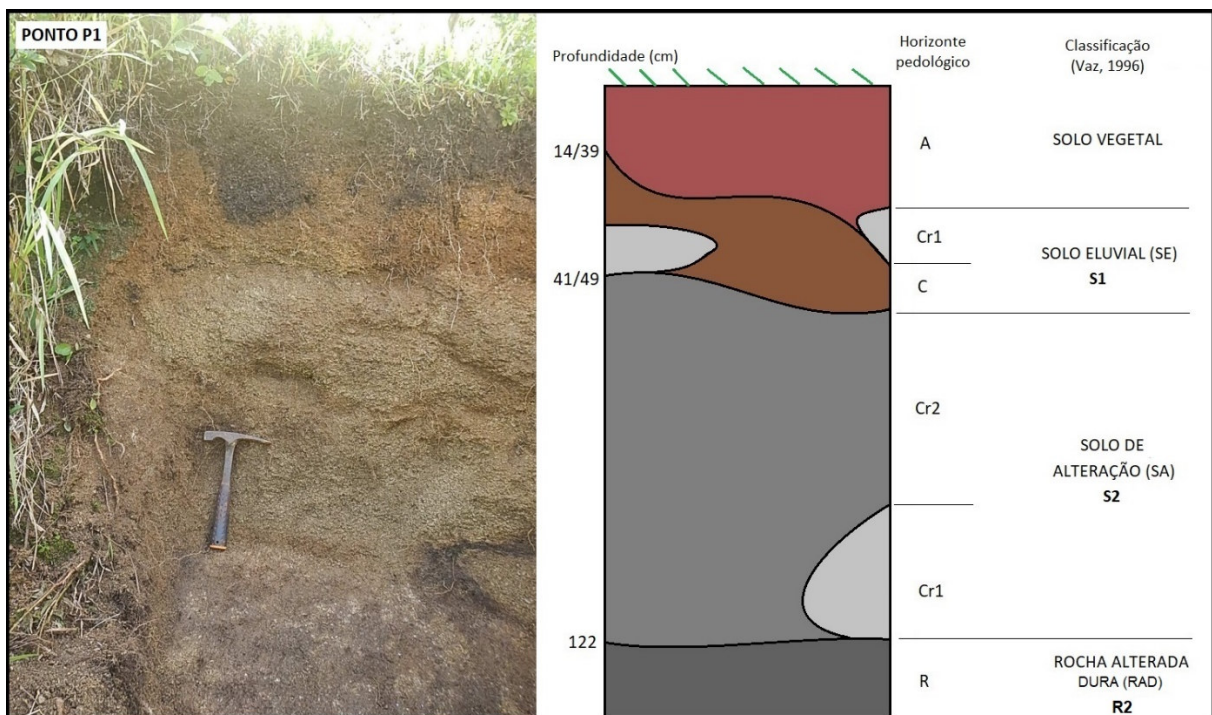 PONTO P1
Profundidade (cm)
Horizonte
pedológico
Classificação
(Vaz, 1996)
14/39
A
SOLO VEGETAL
Cr1
SOLO ELUVIAL (SE)
S1
41/49
C
Cr2
SOLO DE
ALTERAÇÃO (SA)
S2
Cr1
122
R
ROCHA ALTERADA
DURA (RAD)
R2